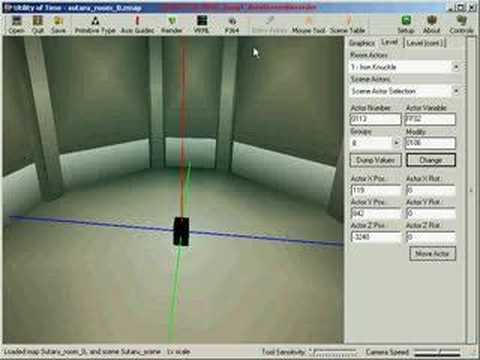 Utility of Time - sutaru_room_0.zmap
Open Quit Save Primitive Type Axis Guides Render VRML PJ64 Mouse Tool Scene Table Setup About Controls
Graphics Level Level (cont.)
Room Actors
1 - Iron Knuckle
Scene Actors
Scene Actor Selection
Actor Number Actor Variable
0113 FF02
Groups Modify
8 0106
Dump Values Change
Actor X Pos.: Actor X Rot.:
119 0
Actor Y Pos.: Actor Y Rot.:
842 0
Actor Z Pos.: Actor Z Rot.:
-3240 0
Move Actor
Loaded map Sutaru_room_0, and scene Sutaru_scene 1x scale Tool Sensitivity: Camera Speed: